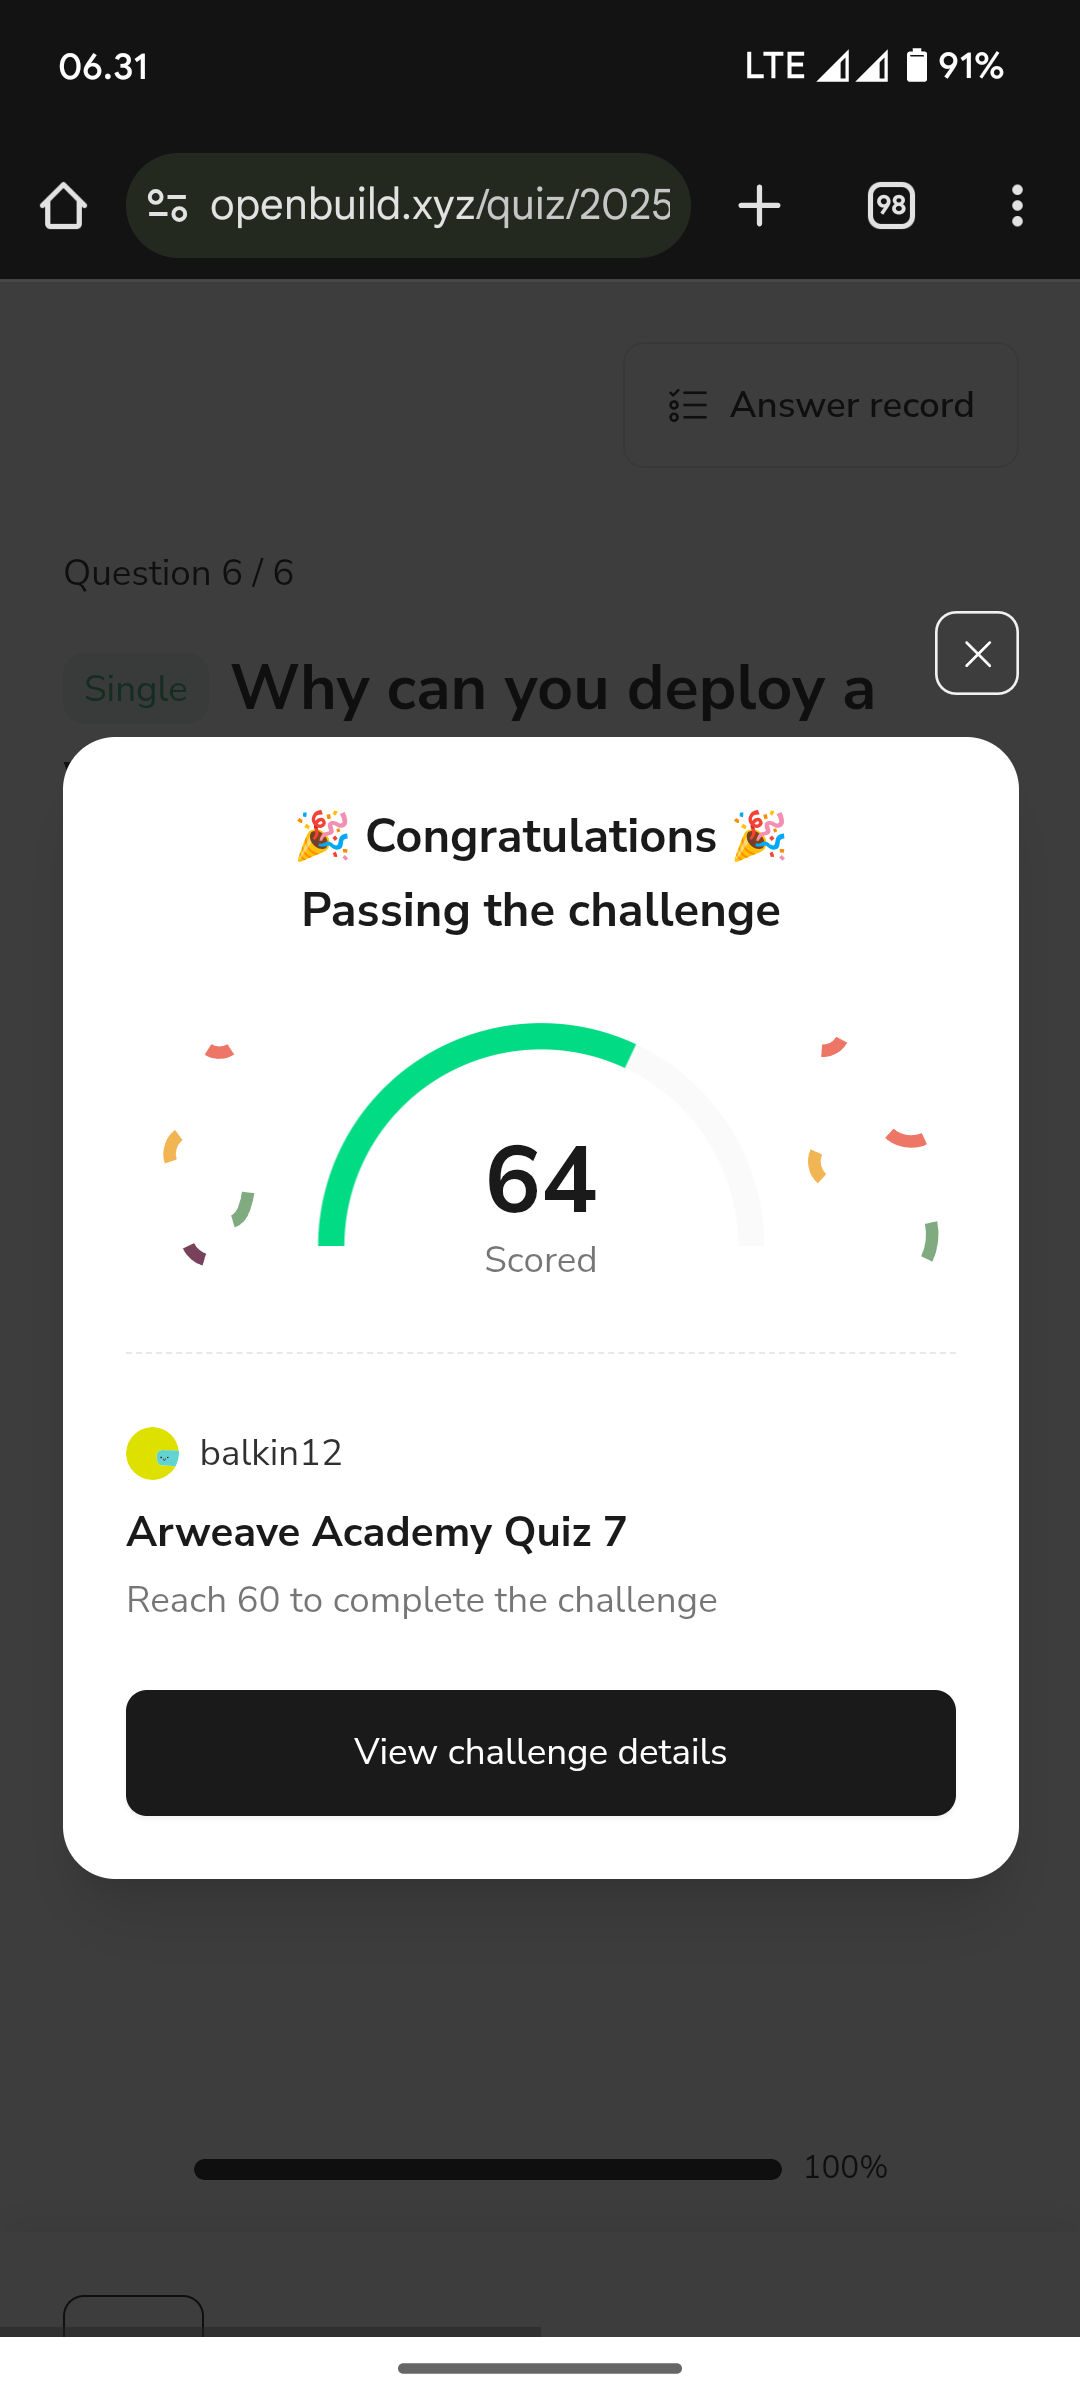 06.31
LTE 91%
openbuild.xyz/quiz/2025
98
Answer record
Question 6 / 6
Single Why can you deploy a
🎉 Congratulations 🎉
Passing the challenge
64
Scored
balkin12
Arweave Academy Quiz 7
Reach 60 to complete the challenge
View challenge details
100%